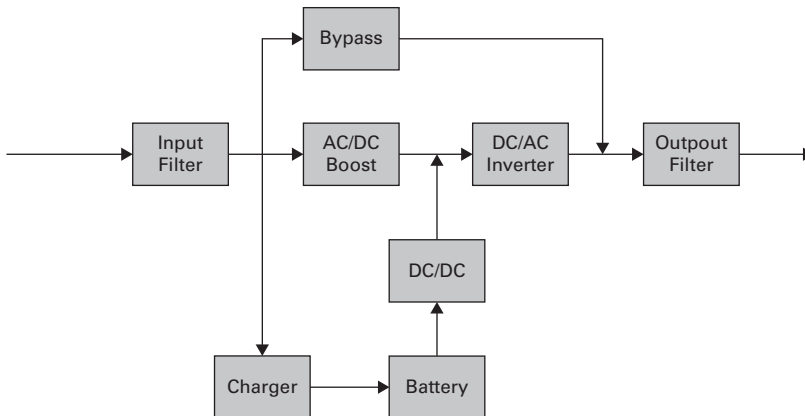 Bypass
Input
Filter
AC/DC
Boost
DC/AC
Inverter
Outpout
Filter
DC/DC
Charger
Battery